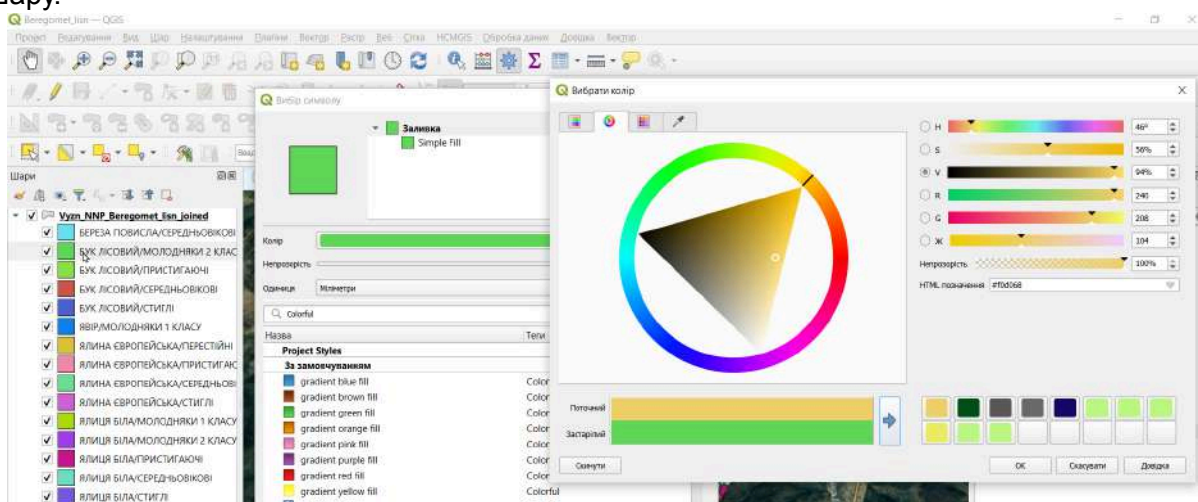 шару.
Beregomet_lisn — QGIS
Проєкт Редагування Вид Шар Налаштування Плагіни Вектор Растр Веб Сітка HCMGIS Обробка даних Довідка Вектор
Вибір символу
Вибрати колір
Заливка
Simple Fill
H 46°
S 56%
V 94%
R 240
G 208
Ж 104
Непрозорість 100%
HTML позначення #f0d068
Шари
Vyzn_NNP_Beregomet_lisn_joined
БЕРЕЗА ПОВИСЛА/СЕРЕДНЬОВІКОВІ
БУК ЛІСОВИЙ/МОЛОДНЯКИ 2 КЛАС
БУК ЛІСОВИЙ/ПРИСТИГАЮЧІ
БУК ЛІСОВИЙ/СЕРЕДНЬОВІКОВІ
БУК ЛІСОВИЙ/СТИГЛІ
ЯВІР/МОЛОДНЯКИ 1 КЛАСУ
ЯЛИНА ЄВРОПЕЙСЬКА/ПЕРЕСТІЙНІ
ЯЛИНА ЄВРОПЕЙСЬКА/ПРИСТИГАЮ
ЯЛИНА ЄВРОПЕЙСЬКА/СЕРЕДНЬОВІ
ЯЛИНА ЄВРОПЕЙСЬКА/СТИГЛІ
ЯЛИЦЯ БІЛА/МОЛОДНЯКИ 1 КЛАСУ
ЯЛИЦЯ БІЛА/МОЛОДНЯКИ 2 КЛАСУ
ЯЛИЦЯ БІЛА/ПРИСТИГАЮЧІ
ЯЛИЦЯ БІЛА/СЕРЕДНЬОВІКОВІ
ЯЛИЦЯ БІЛА/СТИГЛІ
Колір
Непрозорість
Одиниця Міліметри
Colorful
Назва Теги
Project Styles
За замовчуванням
gradient blue fill Color
gradient brown fill Color
gradient green fill Color
gradient orange fill Color
gradient pink fill Color
gradient purple fill Color
gradient red fill Color
gradient yellow fill Colorful
Поточний
Застарілий
Скинути
OK Скасувати Довідка